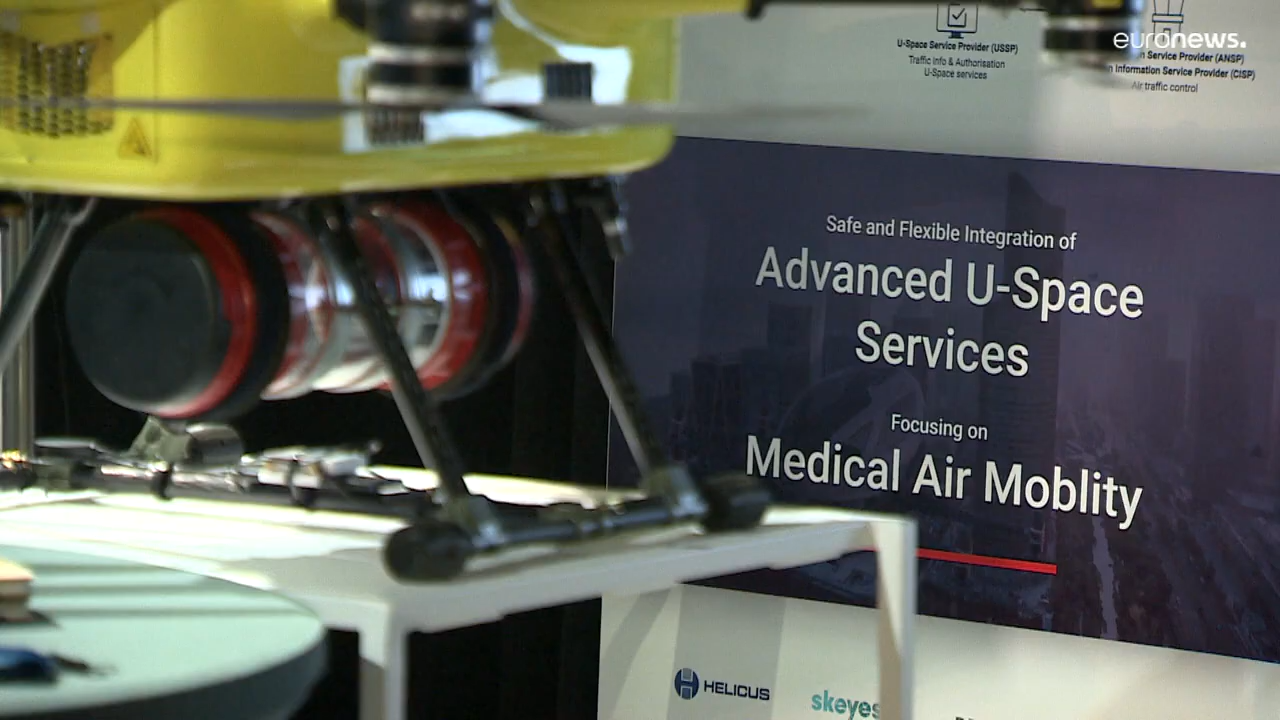 euronews.
U-Space Service Provider (USSP)
Traffic info & Authorisation
U-Space services
Service Provider (ANSP)
Information Service Provider (CISP)
Air traffic control
Safe and Flexible Integration of
Advanced U-Space
Services
Focusing on
Medical Air Moblity
HELICUS
skeyes